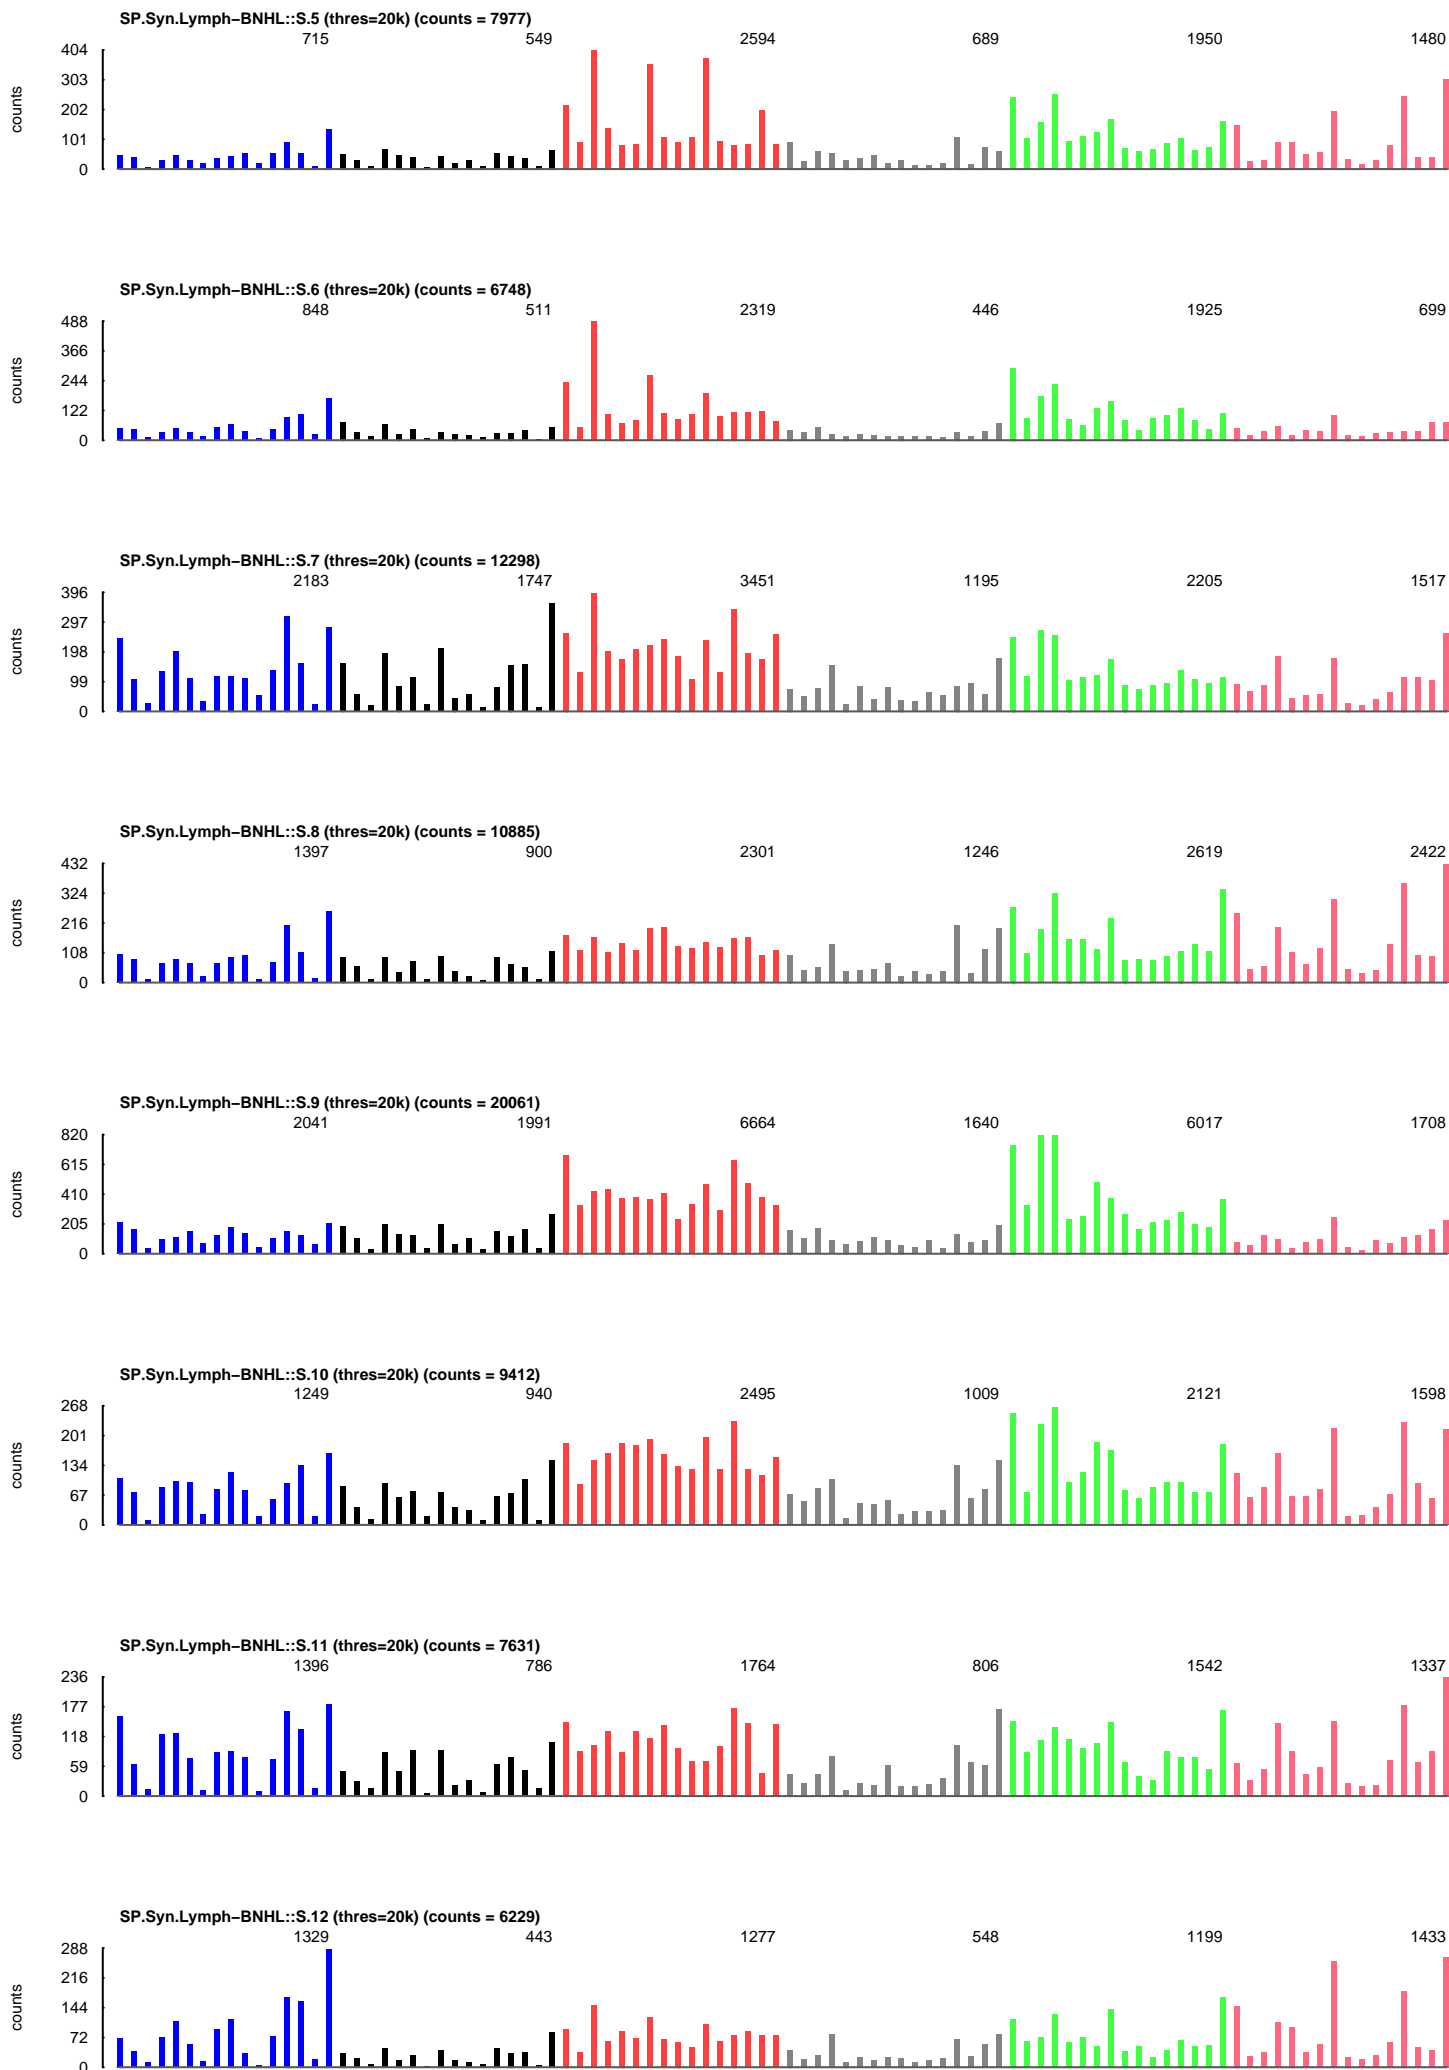 SP.Syn.Lymph−BNHL::S.5 (thres=20k) (counts = 7977)
715 549 2594 689 1950 1480
404
303
202
101
0
counts
SP.Syn.Lymph−BNHL::S.6 (thres=20k) (counts = 6748)
848 511 2319 446 1925 699
488
366
244
122
0
counts
SP.Syn.Lymph−BNHL::S.7 (thres=20k) (counts = 12298)
2183 1747 3451 1195 2205 1517
396
297
198
99
0
counts
SP.Syn.Lymph−BNHL::S.8 (thres=20k) (counts = 10885)
1397 900 2301 1246 2619 2422
432
324
216
108
0
counts
SP.Syn.Lymph−BNHL::S.9 (thres=20k) (counts = 20061)
2041 1991 6664 1640 6017 1708
820
615
410
205
0
counts
SP.Syn.Lymph−BNHL::S.10 (thres=20k) (counts = 9412)
1249 940 2495 1009 2121 1598
268
201
134
67
0
counts
SP.Syn.Lymph−BNHL::S.11 (thres=20k) (counts = 7631)
1396 786 1764 806 1542 1337
236
177
118
59
0
counts
SP.Syn.Lymph−BNHL::S.12 (thres=20k) (counts = 6229)
1329 443 1277 548 1199 1433
288
216
144
72
0
counts